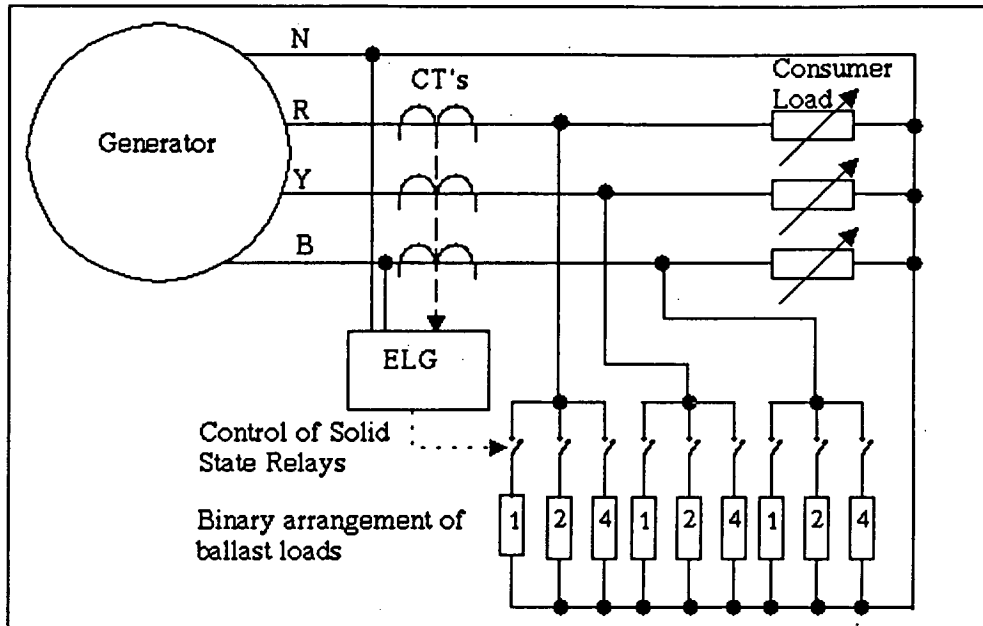 N
CT's
Consumer
Load
R
Generator
Y
B
ELG
Control of Solid
State Relays
1 2 4 1 2 4 1 2 4
Binary arrangement of
ballast loads